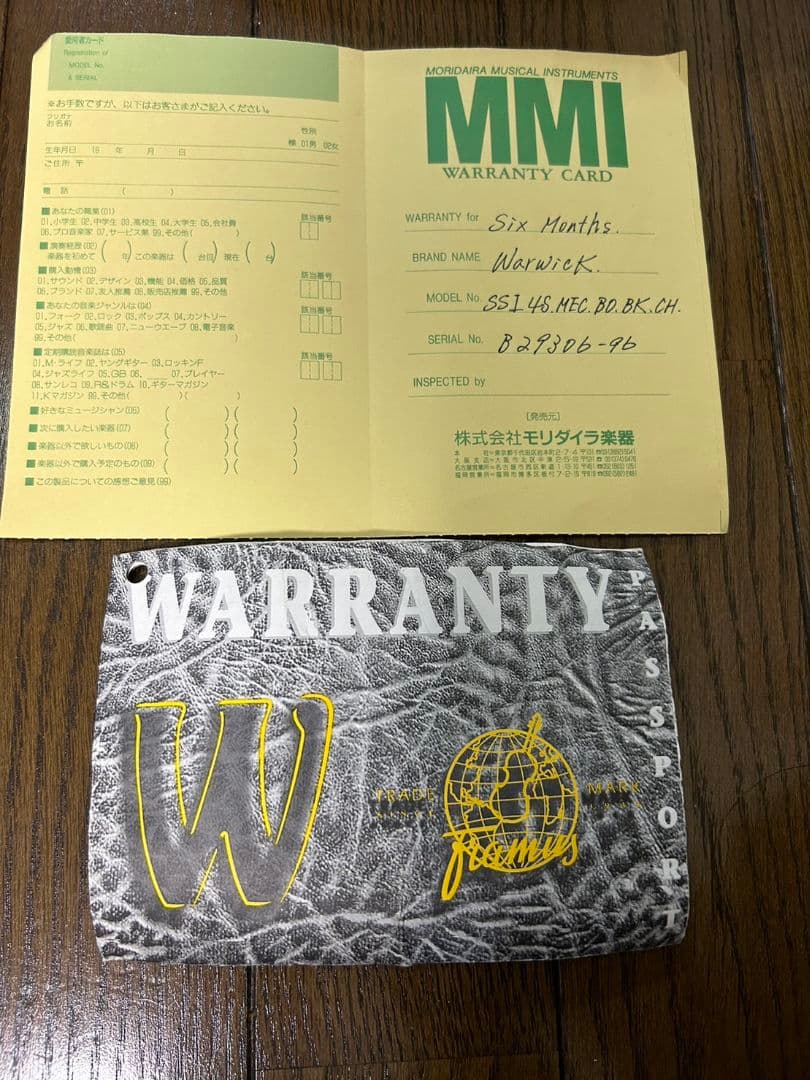 愛用者カード
Registration of
MODEL No.
& SERIAL
※お手数ですが、以下はお客さまがご記入ください。
フリガナ
お名前
性別
様 01男 02女
生年月日 19 年 月 日
ご住所 〒
電話 ( )
■あなたの職業(01)
01.小学生 02.中学生 03.高校生 04.大学生 05.会社員
06.プロ音楽家 07.サービス業 99.その他( )
該当番号
■演奏経歴(02)
楽器を初めて ( 年) この楽器は ( 台目) 現在 ( 台)
■購入動機(03)
01.サウンド 02.デザイン 03.機能 04.価格 05.品質
06.ブランド 07.友人推薦 08.販売店推薦 99.その他
該当番号
■あなたの音楽ジャンルは(04)
01.フォーク 02.ロック 03.ポップス 04.カントリー
05.ジャズ 06.歌謡曲 07.ニューウエーブ 08.電子音楽
99.その他( )
該当番号
■定期購読音楽誌は(05)
01.M・ライフ 02.ヤングギター 03.ロッキンF
04.ジャズライフ 05.GB 06. 07.プレイヤー
08.サンレコ 09.R&ドラム 10.ギターマガジン
11.Kマガジン 99.その他( )( )
該当番号
■好きなミュージシャン(06) ( )( )
■次に購入したい楽器(07) ( )( )
■楽器以外で欲しいもの(08) ( )( )
■楽器以外で購入予定のもの(09) ( )( )
■この製品についての感想ご意見(99)
MORIDAIRA MUSICAL INSTRUMENTS
MMI
WARRANTY CARD
WARRANTY for Six Months.
BRAND NAME Warwick.
MODEL No. SSI 4S.MEC.BO.BK.CH.
SERIAL No. B29306-96
INSPECTED by
[発売元]
株式会社モリダイラ楽器
WARRANTY
PASSPORT
W
TRADE
MARK
framus